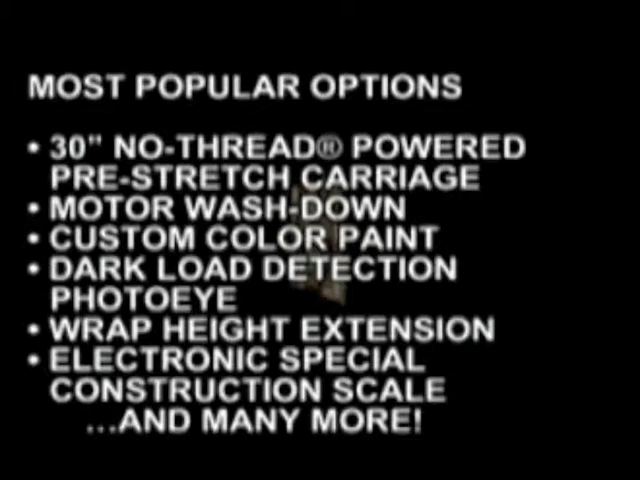 MOST POPULAR OPTIONS
• 30" NO-THREAD® POWERED
PRE-STRETCH CARRIAGE
• MOTOR WASH-DOWN
• CUSTOM COLOR PAINT
• DARK LOAD DETECTION
PHOTOEYE
• WRAP HEIGHT EXTENSION
• ELECTRONIC SPECIAL
CONSTRUCTION SCALE
...AND MANY MORE!